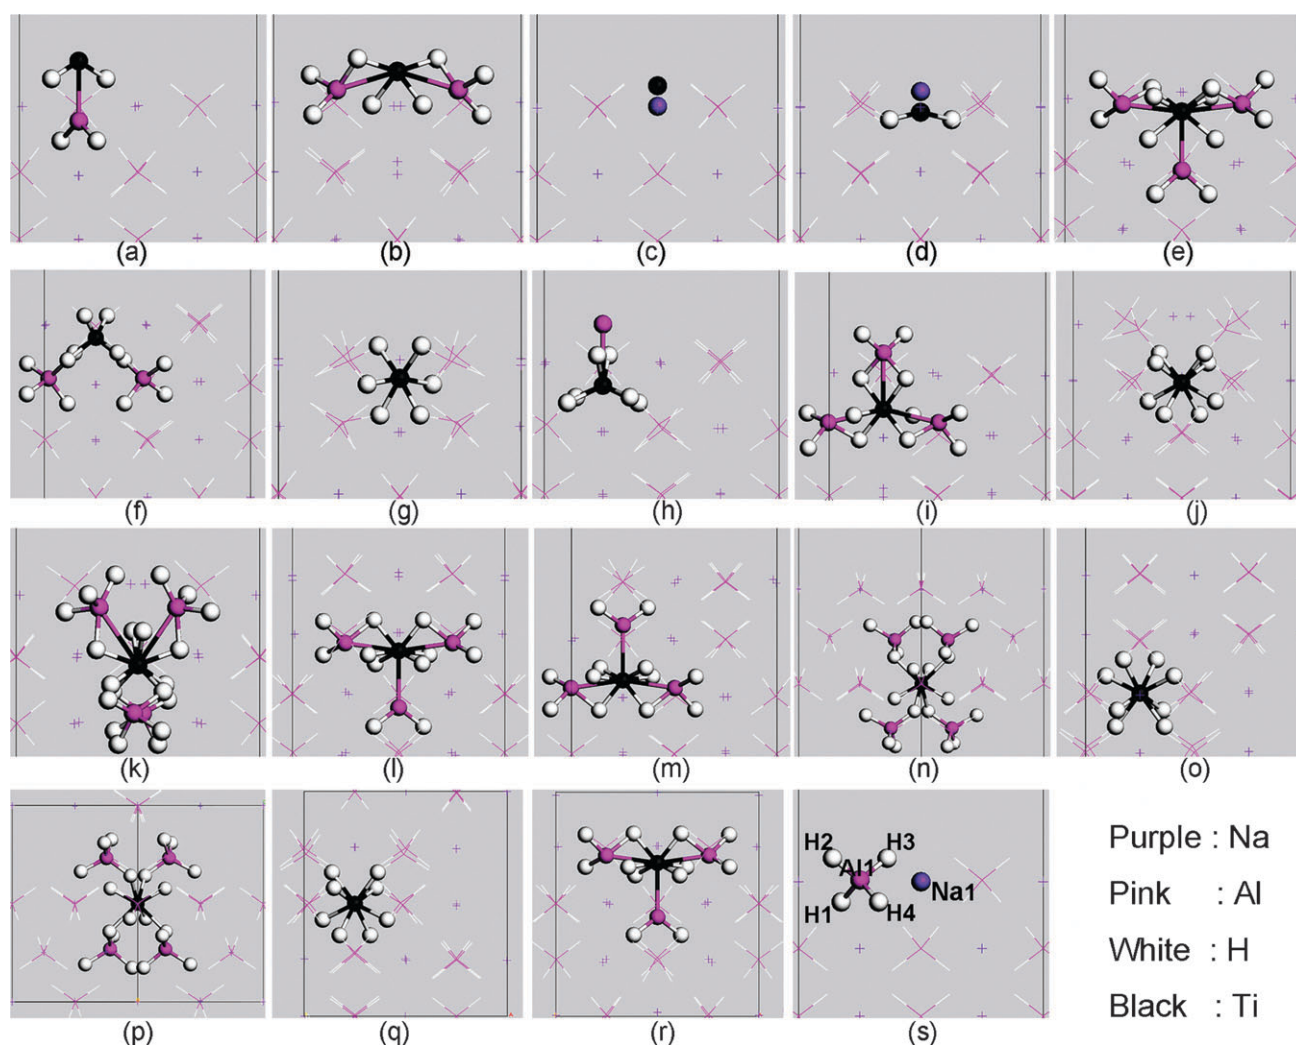 (a) (b) (c) (d) (e)
(f) (g) (h) (i) (j)
(k) (l) (m) (n) (o)
H2 H3
Al1
Na1
H1 H4
Purple : Na
Pink : Al
White : H
Black : Ti
(p) (q) (r) (s)